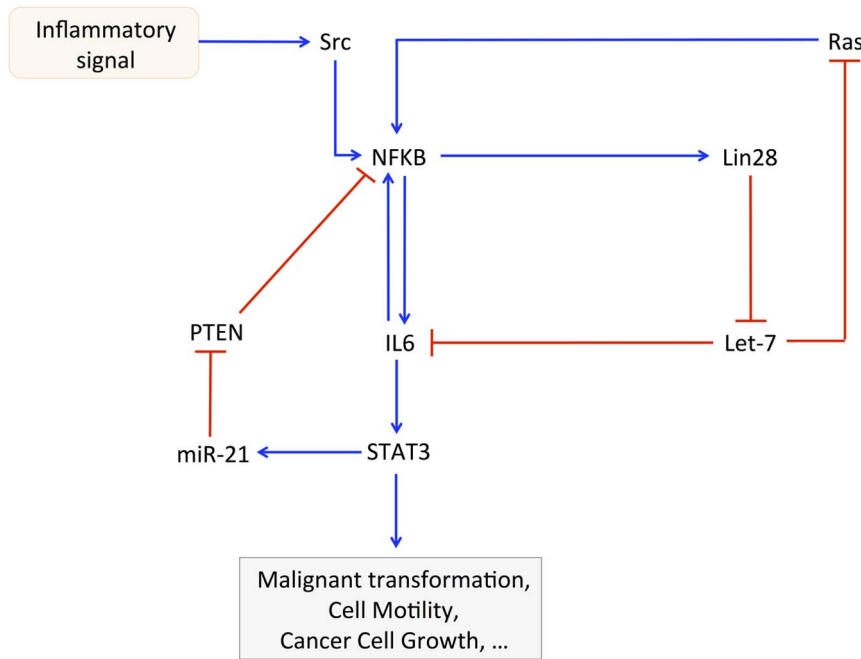 Inflammatory
signal
Src
Ras
NFKB
Lin28
PTEN
IL6
Let-7
miR-21
STAT3
Malignant transformation,
Cell Motility,
Cancer Cell Growth, ...